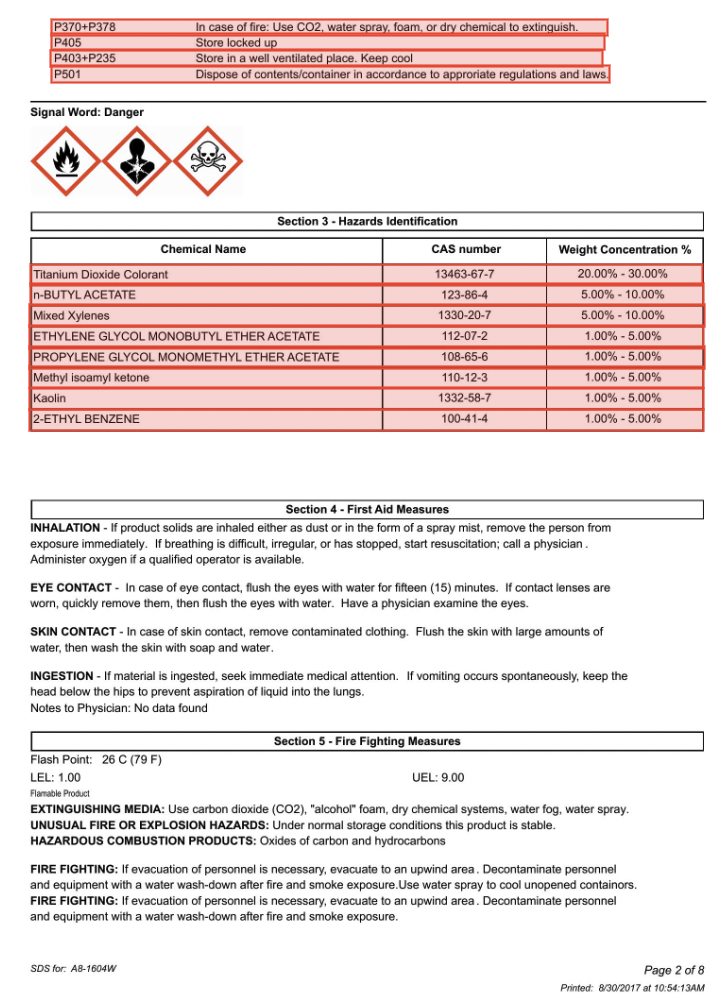 P370+P378 In case of fire: Use CO2, water spray, foam, or dry chemical to extinguish.
P405 Store locked up
P403+P235 Store in a well ventilated place. Keep cool
P501 Dispose of contents/container in accordance to approriate regulations and laws.
Signal Word: Danger
Section 3 - Hazards Identification
Chemical Name CAS number Weight Concentration %
Titanium Dioxide Colorant 13463-67-7 20.00% - 30.00%
n-BUTYL ACETATE 123-86-4 5.00% - 10.00%
Mixed Xylenes 1330-20-7 5.00% - 10.00%
ETHYLENE GLYCOL MONOBUTYL ETHER ACETATE 112-07-2 1.00% - 5.00%
PROPYLENE GLYCOL MONOMETHYL ETHER ACETATE 108-65-6 1.00% - 5.00%
Methyl isoamyl ketone 110-12-3 1.00% - 5.00%
Kaolin 1332-58-7 1.00% - 5.00%
2-ETHYL BENZENE 100-41-4 1.00% - 5.00%
Section 4 - First Aid Measures
INHALATION - If product solids are inhaled either as dust or in the form of a spray mist, remove the person from
exposure immediately. If breathing is difficult, irregular, or has stopped, start resuscitation; call a physician .
Administer oxygen if a qualified operator is available.
EYE CONTACT - In case of eye contact, flush the eyes with water for fifteen (15) minutes. If contact lenses are
worn, quickly remove them, then flush the eyes with water. Have a physician examine the eyes.
SKIN CONTACT - In case of skin contact, remove contaminated clothing. Flush the skin with large amounts of
water, then wash the skin with soap and water.
INGESTION - If material is ingested, seek immediate medical attention. If vomiting occurs spontaneously, keep the
head below the hips to prevent aspiration of liquid into the lungs.
Notes to Physician: No data found
Section 5 - Fire Fighting Measures
Flash Point: 26 C (79 F)
LEL: 1.00 UEL: 9.00
Flamable Product
EXTINGUISHING MEDIA: Use carbon dioxide (CO2), "alcohol" foam, dry chemical systems, water fog, water spray.
UNUSUAL FIRE OR EXPLOSION HAZARDS: Under normal storage conditions this product is stable.
HAZARDOUS COMBUSTION PRODUCTS: Oxides of carbon and hydrocarbons
FIRE FIGHTING: If evacuation of personnel is necessary, evacuate to an upwind area . Decontaminate personnel
and equipment with a water wash-down after fire and smoke exposure.Use water spray to cool unopened containors.
FIRE FIGHTING: If evacuation of personnel is necessary, evacuate to an upwind area . Decontaminate personnel
and equipment with a water wash-down after fire and smoke exposure.
SDS for: A8-1604W Page 2 of 8
Printed: 8/30/2017 at 10:54:13AM